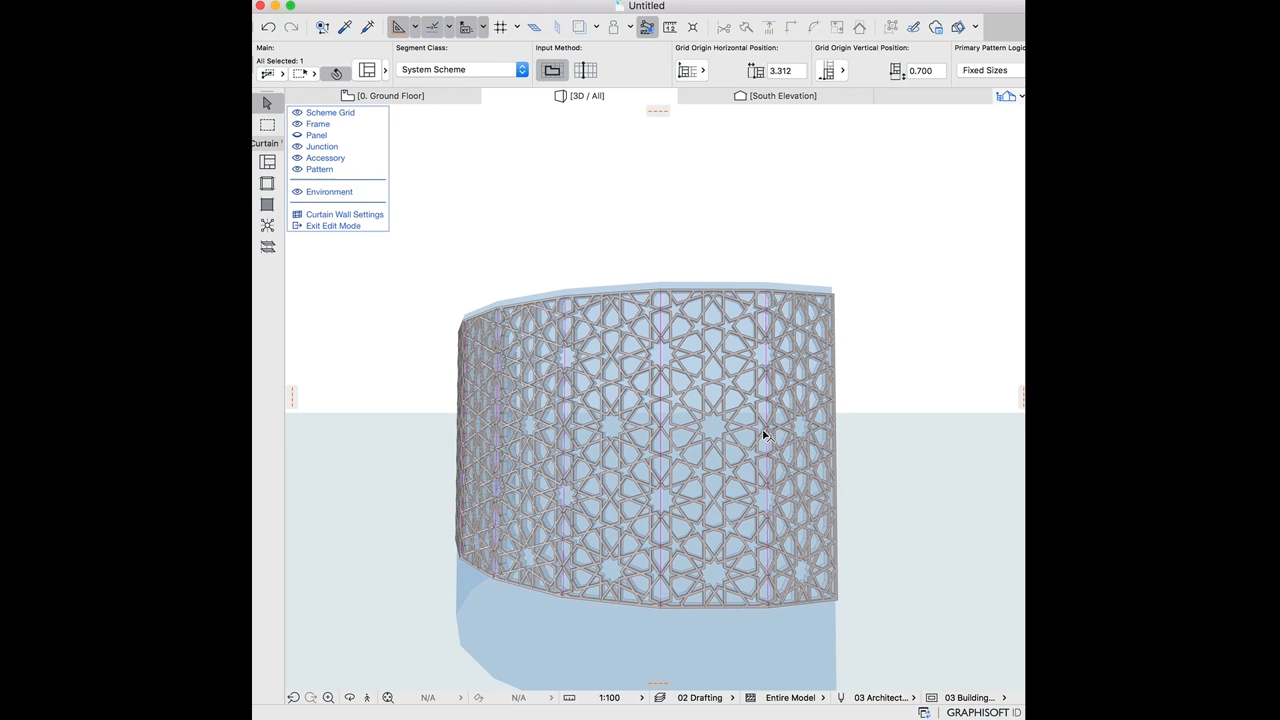 Untitled
Main:
All Selected: 1
Segment Class:
System Scheme
Input Method:
Grid Origin Horizontal Position:
3.312
Grid Origin Vertical Position:
0.700
Primary Pattern Logic
Fixed Sizes
[0. Ground Floor]
[3D / All]
[South Elevation]
Curtain
Scheme Grid
Frame
Panel
Junction
Accessory
Pattern
Environment
Curtain Wall Settings
Exit Edit Mode
N/A
N/A
1:100
02 Drafting
Entire Model
03 Architect...
03 Building...
GRAPHISOFT ID